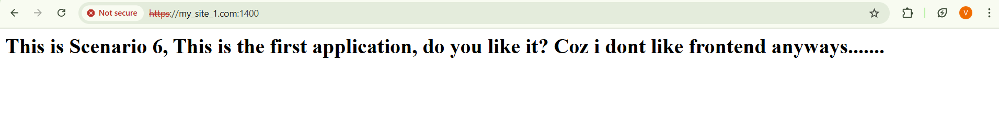 Not secure https://my_site_1.com:1400 V
This is Scenario 6, This is the first application, do you like it? Coz i dont like frontend anyways.......